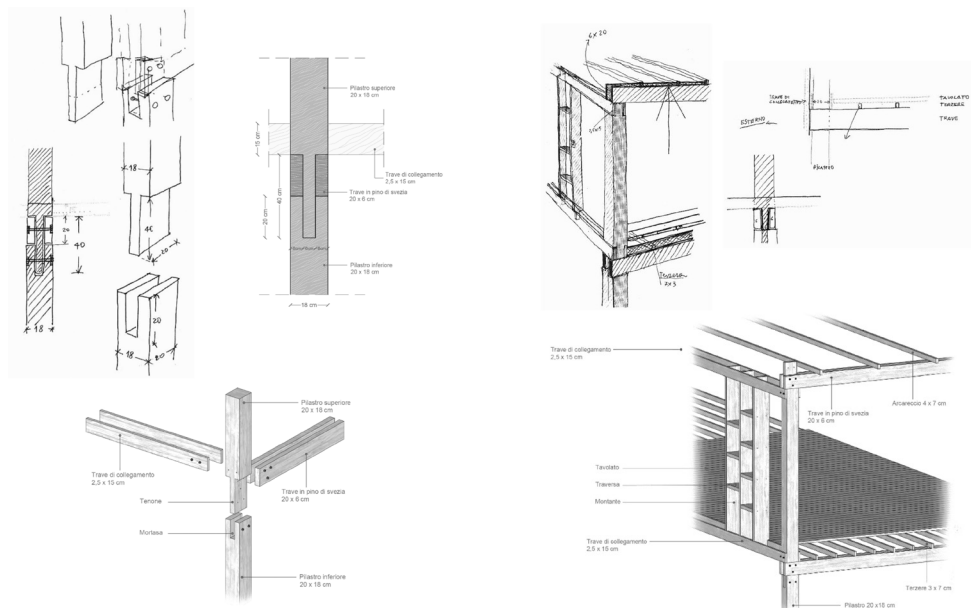 18
46
20
20
40
18
20
18
20
Pilastro superiore
20 x 18 cm
15 cm
Trave di collegamento
2,5 x 15 cm
Trave in pino di svezia
20 x 6 cm
20 cm
40 cm
Pilastro inferiore
20 x 18 cm
18 cm
6x20
TERZERA
2x3
ESTERNO
TAVOLATO
TERZERE
TRAVE
Pilastro superiore
20 x 18 cm
Trave di collegamento
2,5 x 15 cm
Trave in pino di svezia
20 x 6 cm
Tenone
Mortasa
Pilastro inferiore
20 x 18 cm
Trave di collegamento
2,5 x 15 cm
Arcareccio 4 x 7 cm
Trave in pino di svezia
20 x 6 cm
Tavolato
Traversa
Montante
Trave di collegamento
2,5 x 15 cm
Terzere 3 x 7 cm
Pilastro 20 x18 cm